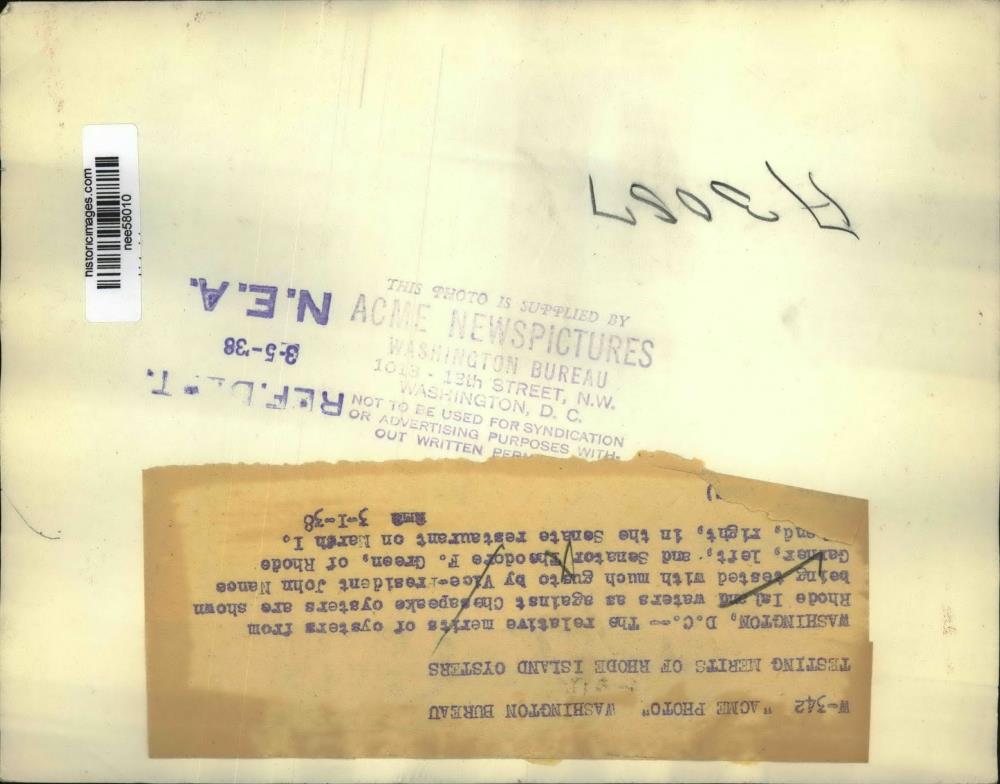 historicimages.com
nee58010
A 3087
THIS PHOTO IS SUPPLIED BY
ACME NEWSPICTURES
WASHINGTON BUREAU
1013 - 13th STREET, N.W.
WASHINGTON, D. C.
NOT TO BE USED FOR SYNDICATION
OR ADVERTISING PURPOSES WITH-
OUT WRITTEN
REF.
3-5-'38
N.E.A.
W-342 "ACME PHOTO" WASHINGTON BUREAU
TESTING MERITS OF RHODE ISLAND OYSTERS
WASHINGTON, D.C.-- The relative merits of oysters from
Rhode Island waters as against Chesapeake oysters are shown
being tested with much gusto by Vice-resident John Nance
Garner, left, and Senator Theodore F. Green, of Rhode
right, in the Senate restaurant on March 1.
3-1-38